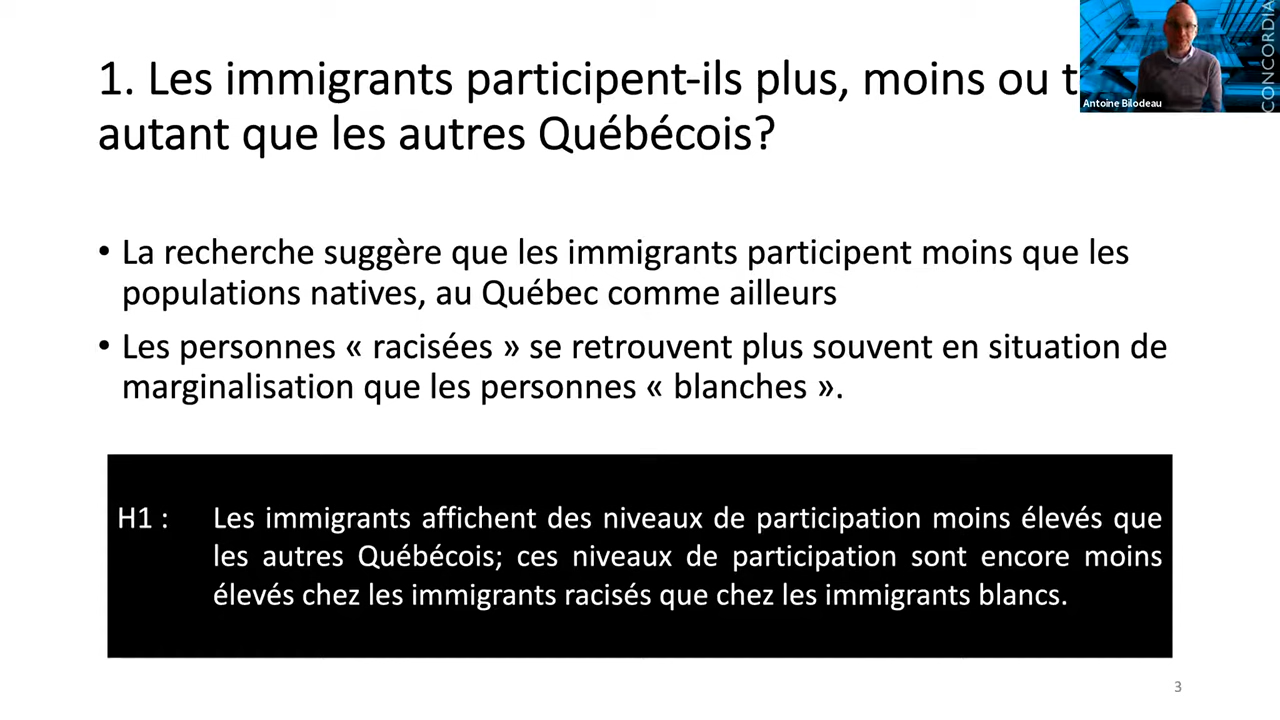 1. Les immigrants participent-ils plus, moins ou t
autant que les autres Québécois?
Antoine Bilodeau
CONCORDIA
• La recherche suggère que les immigrants participent moins que les
populations natives, au Québec comme ailleurs
• Les personnes « racisées » se retrouvent plus souvent en situation de
marginalisation que les personnes « blanches ».
H1 : Les immigrants affichent des niveaux de participation moins élevés que
les autres Québécois; ces niveaux de participation sont encore moins
élevés chez les immigrants racisés que chez les immigrants blancs.
3